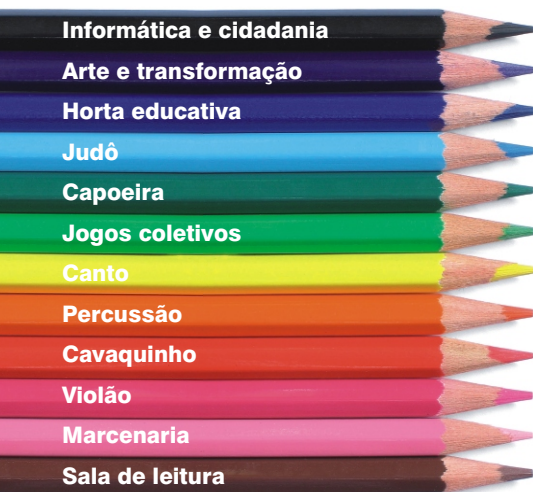 Informática e cidadania
Arte e transformação
Horta educativa
Judô
Capoeira
Jogos coletivos
Canto
Percussão
Cavaquinho
Violão
Marcenaria
Sala de leitura